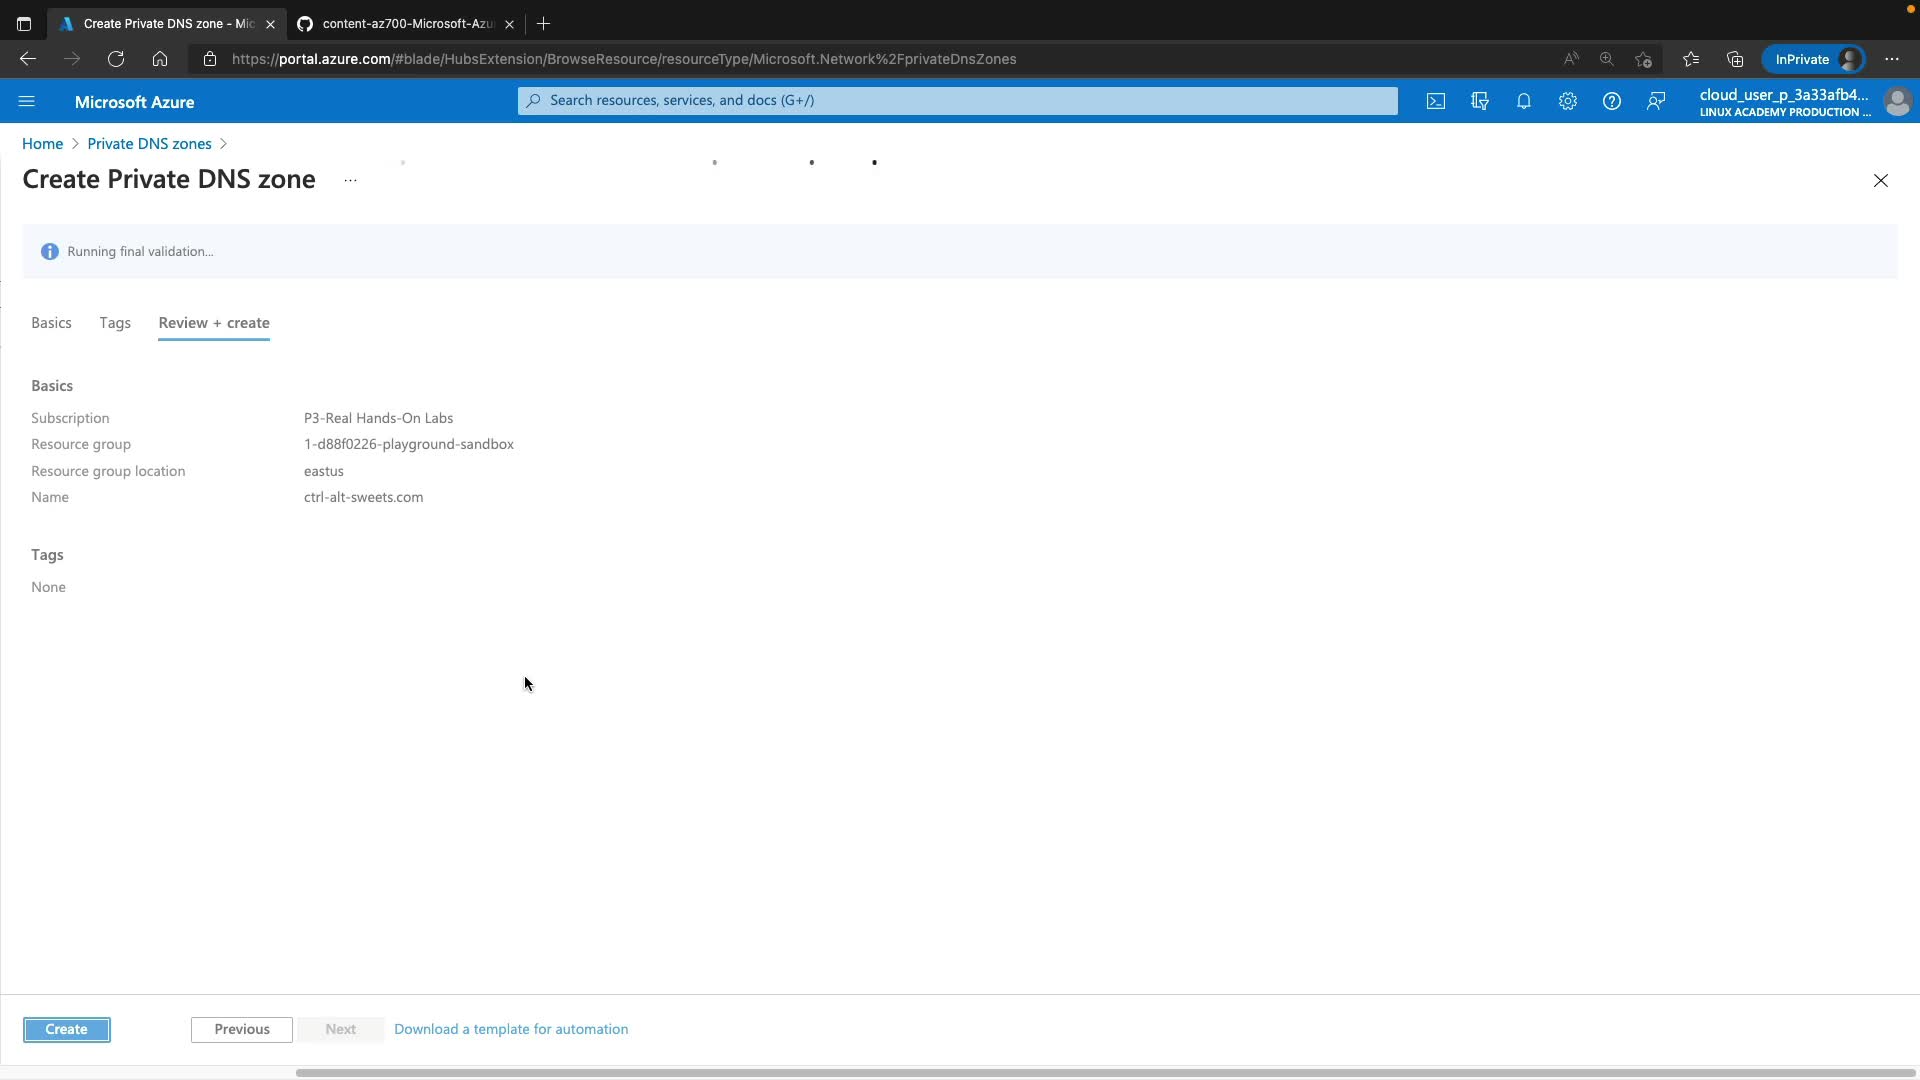 Create Private DNS zone - Mic
content-az700-Microsoft-Azu
https://portal.azure.com/#blade/HubsExtension/BrowseResource/resourceType/Microsoft.Network%2FprivateDnsZones
InPrivate
Microsoft Azure
Search resources, services, and docs (G+/)
cloud_user_p_3a33afb4...
LINUX ACADEMY PRODUCTION ...
Home > Private DNS zones >
Create Private DNS zone ...
Running final validation...
Basics Tags Review + create
Basics
Subscription P3-Real Hands-On Labs
Resource group 1-d88f0226-playground-sandbox
Resource group location eastus
Name ctrl-alt-sweets.com
Tags
None
Create Previous Next Download a template for automation